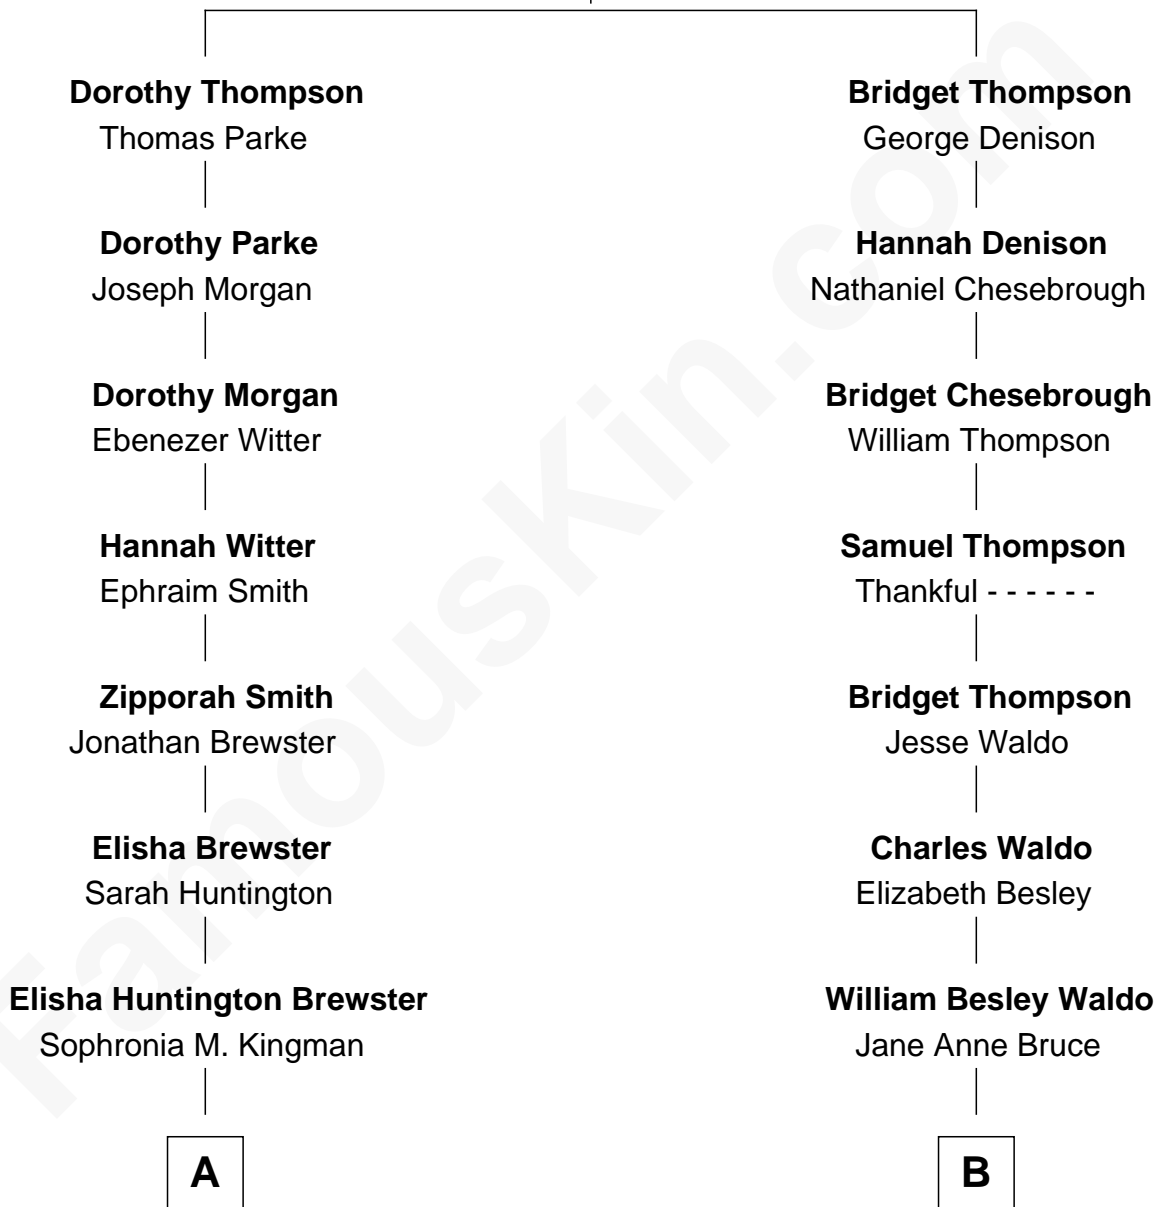 Dorothy Thompson
Thomas Parke
Dorothy Parke
Joseph Morgan
Dorothy Morgan
Ebenezer Witter
Hannah Witter
Ephraim Smith
Zipporah Smith
Jonathan Brewster
Elisha Brewster
Sarah Huntington
Elisha Huntington Brewster
Sophronia M. Kingman
A
Bridget Thompson
George Denison
Hannah Denison
Nathaniel Chesebrough
Bridget Chesebrough
William Thompson
Samuel Thompson
Thankful - - - - - -
Bridget Thompson
Jesse Waldo
Charles Waldo
Elizabeth Besley
William Besley Waldo
Jane Anne Bruce
B
FamousKin.com